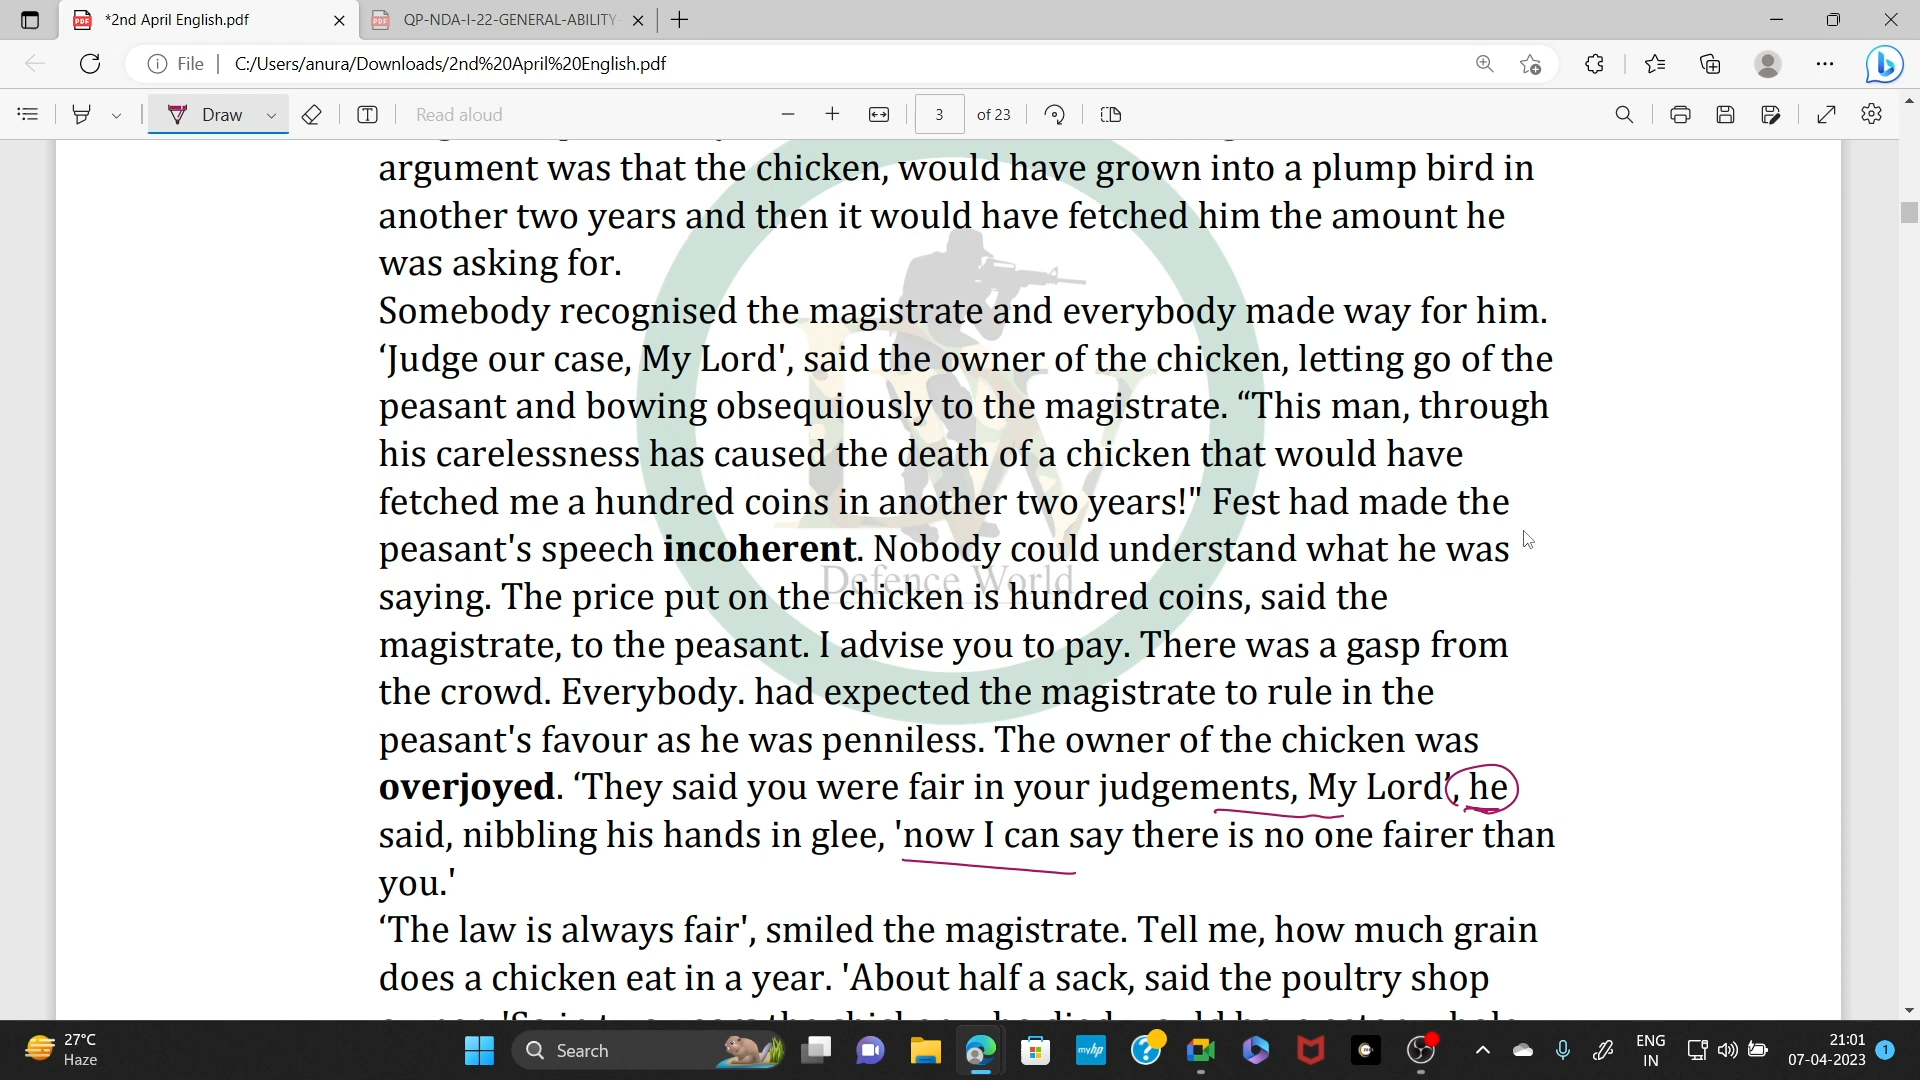 *2nd April English.pdf
QP-NDA-I-22-GENERAL-ABILITY-
File
C:/Users/anura/Downloads/2nd%20April%20English.pdf
Draw
Read aloud
3 of 23
argument was that the chicken, would have grown into a plump bird in
another two years and then it would have fetched him the amount he
was asking for.
Somebody recognised the magistrate and everybody made way for him.
‘Judge our case, My Lord', said the owner of the chicken, letting go of the
peasant and bowing obsequiously to the magistrate. “This man, through
his carelessness has caused the death of a chicken that would have
fetched me a hundred coins in another two years!" Fest had made the
peasant's speech incoherent. Nobody could understand what he was
Defence World
saying. The price put on the chicken is hundred coins, said the
magistrate, to the peasant. I advise you to pay. There was a gasp from
the crowd. Everybody. had expected the magistrate to rule in the
peasant's favour as he was penniless. The owner of the chicken was
overjoyed. ‘They said you were fair in your judgements, My Lord’, he
said, nibbling his hands in glee, 'now I can say there is no one fairer than
you.'
‘The law is always fair', smiled the magistrate. Tell me, how much grain
does a chicken eat in a year. 'About half a sack, said the poultry shop
27°C
Haze
Search
myhp
ENG
IN
21:01
07-04-2023
1